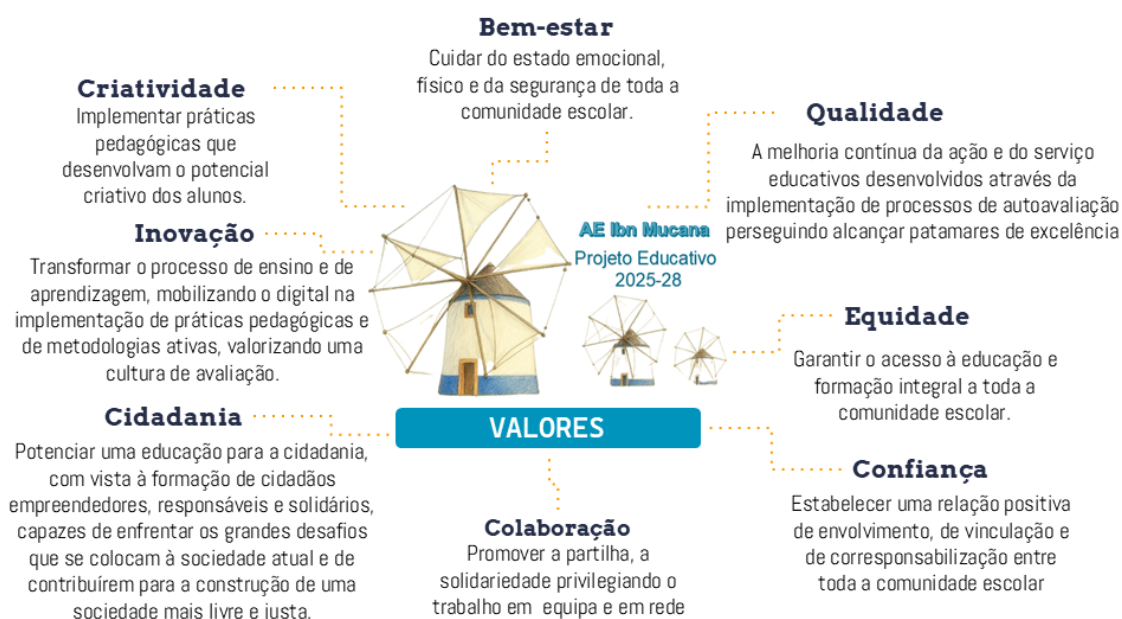 Bem-estar
Cuidar do estado emocional,
físico e da segurança de toda a
comunidade escolar.
Criatividade
Implementar práticas
pedagógicas que
desenvolvam o potencial
criativo dos alunos.
Qualidade
A melhoria contínua da ação e do serviço
educativos desenvolvidos através da
implementação de processos de autoavaliação
perseguindo alcançar patamares de excelência
Inovação
Transformar o processo de ensino e de
aprendizagem, mobilizando o digital na
implementação de práticas pedagógicas e
de metodologias ativas, valorizando uma
cultura de avaliação.
AE Ibn Mucana
Projeto Educativo
2025-28
Equidade
Garantir o acesso à educação e
formação integral a toda a
comunidade escolar.
Cidadania
Potenciar uma educação para a cidadania,
com vista à formação de cidadãos
empreendedores, responsáveis e solidários,
capazes de enfrentar os grandes desafios
que se colocam à sociedade atual e de
contribuírem para a construção de uma
sociedade mais livre e justa.
VALORES
Confiança
Estabelecer uma relação positiva
de envolvimento, de vinculação e
de corresponsabilização entre
toda a comunidade escolar
Colaboração
Promover a partilha, a
solidariedade privilegiando o
trabalho em equipa e em rede